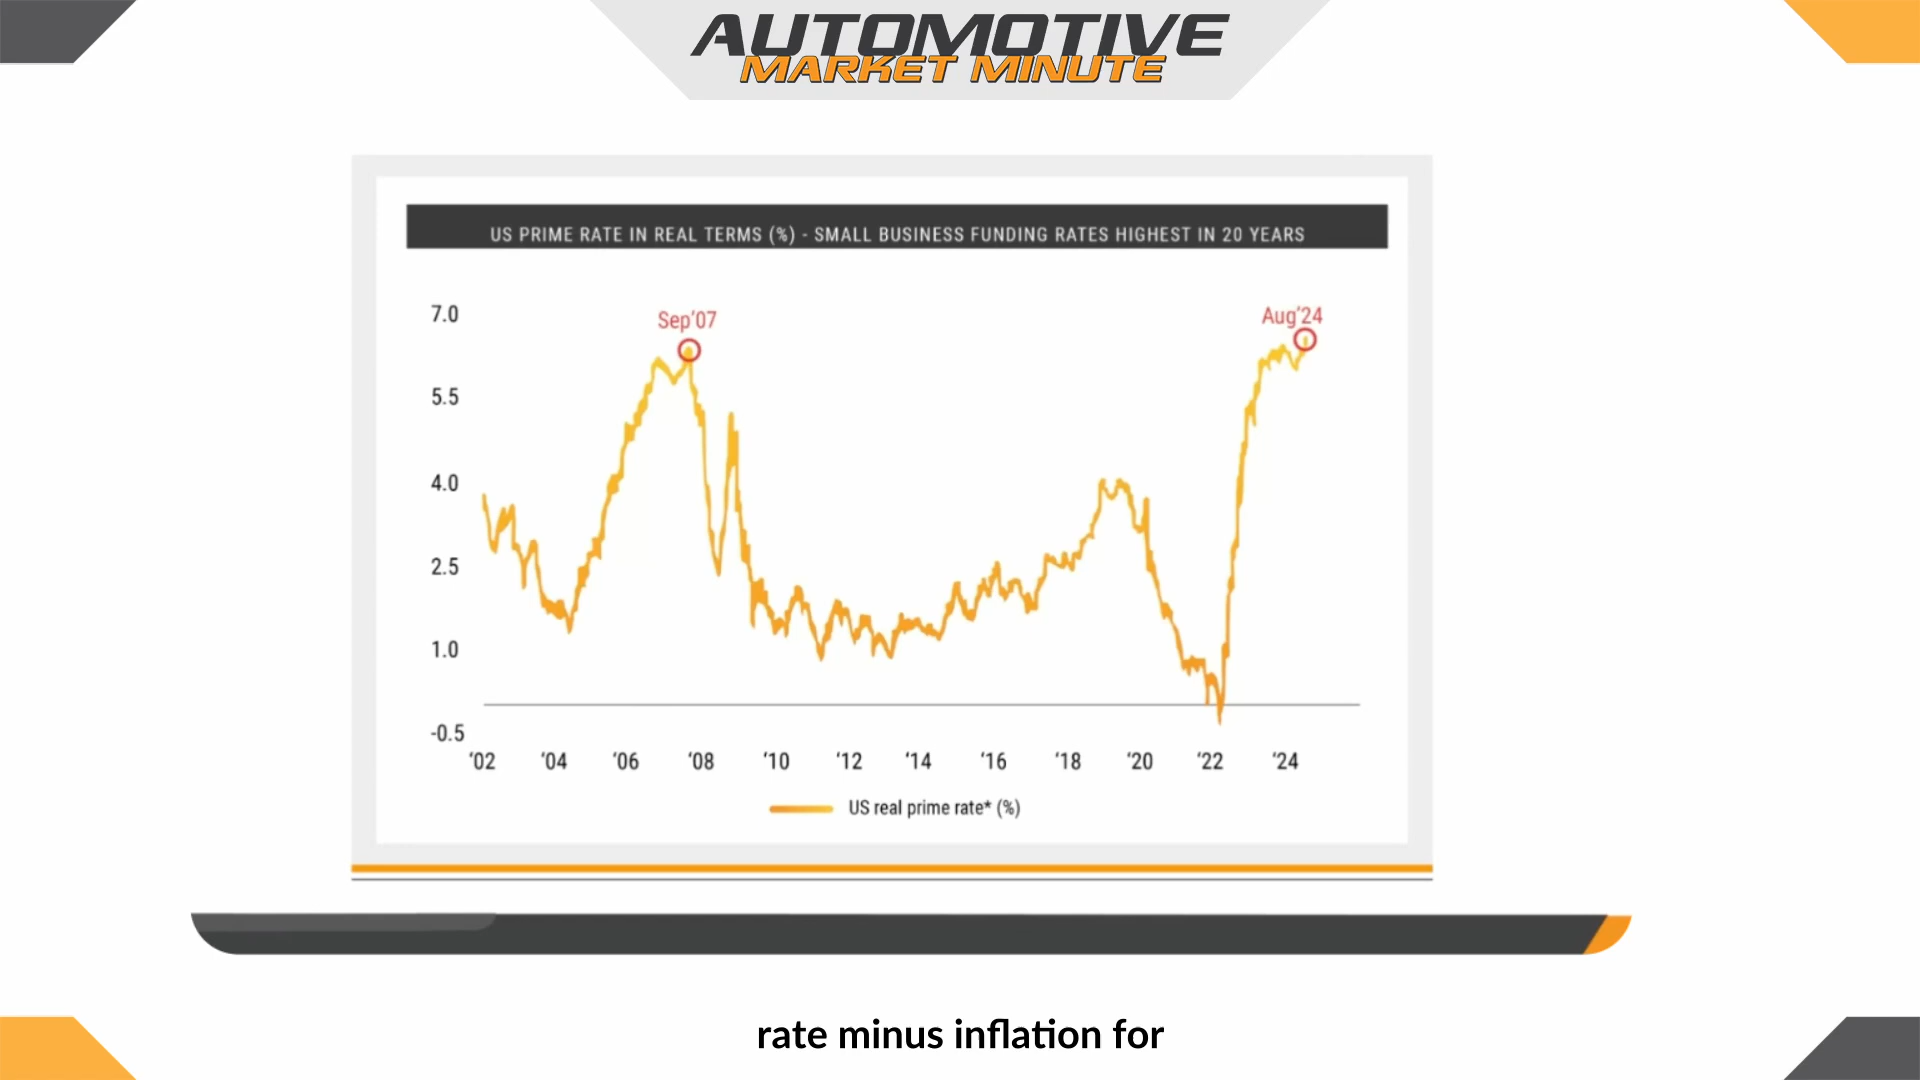 AUTOMOTIVE
MARKET MINUTE
US PRIME RATE IN REAL TERMS (%) - SMALL BUSINESS FUNDING RATES HIGHEST IN 20 YEARS
7.0
5.5
4.0
2.5
1.0
-0.5
Sep'07
Aug'24
'02 '04 '06 '08 '10 '12 '14 '16 '18 '20 '22 '24
US real prime rate* (%)
rate minus inflation for